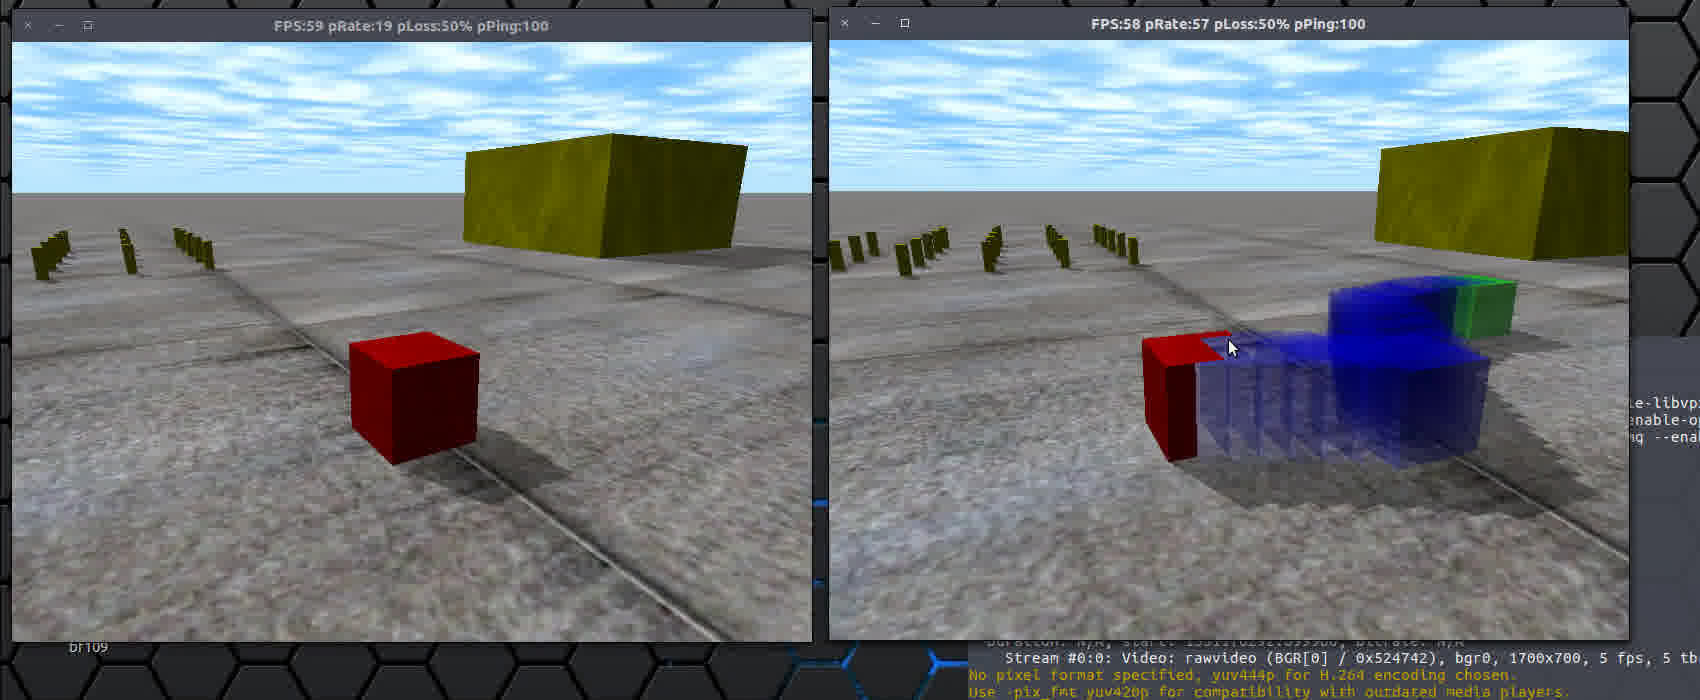 FPS:59 pRate:19 pLoss:50% pPing:100
FPS:58 pRate:57 pLoss:50% pPing:100
enable-o
bf109
Stream #0:0: Video: rawvideo (BGR[0] / 0x524742), bgr0, 1700x700, 5 fps, 5 tb
No pixel format specified, yuv444p for H.264 encoding chosen.
Use -pix_fmt yuv420p for compatibility with outdated media players.